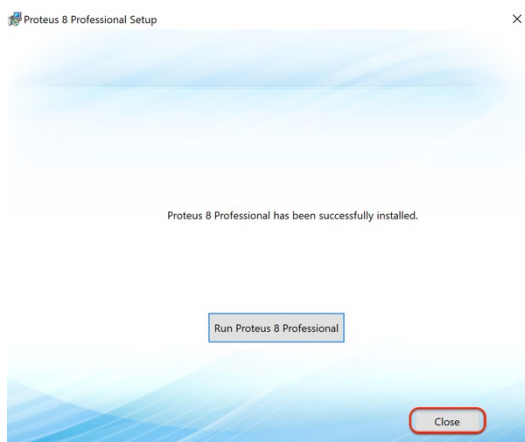 Proteus 8 Professional Setup
Proteus 8 Professional has been successfully installed.
Run Proteus 8 Professional
Close